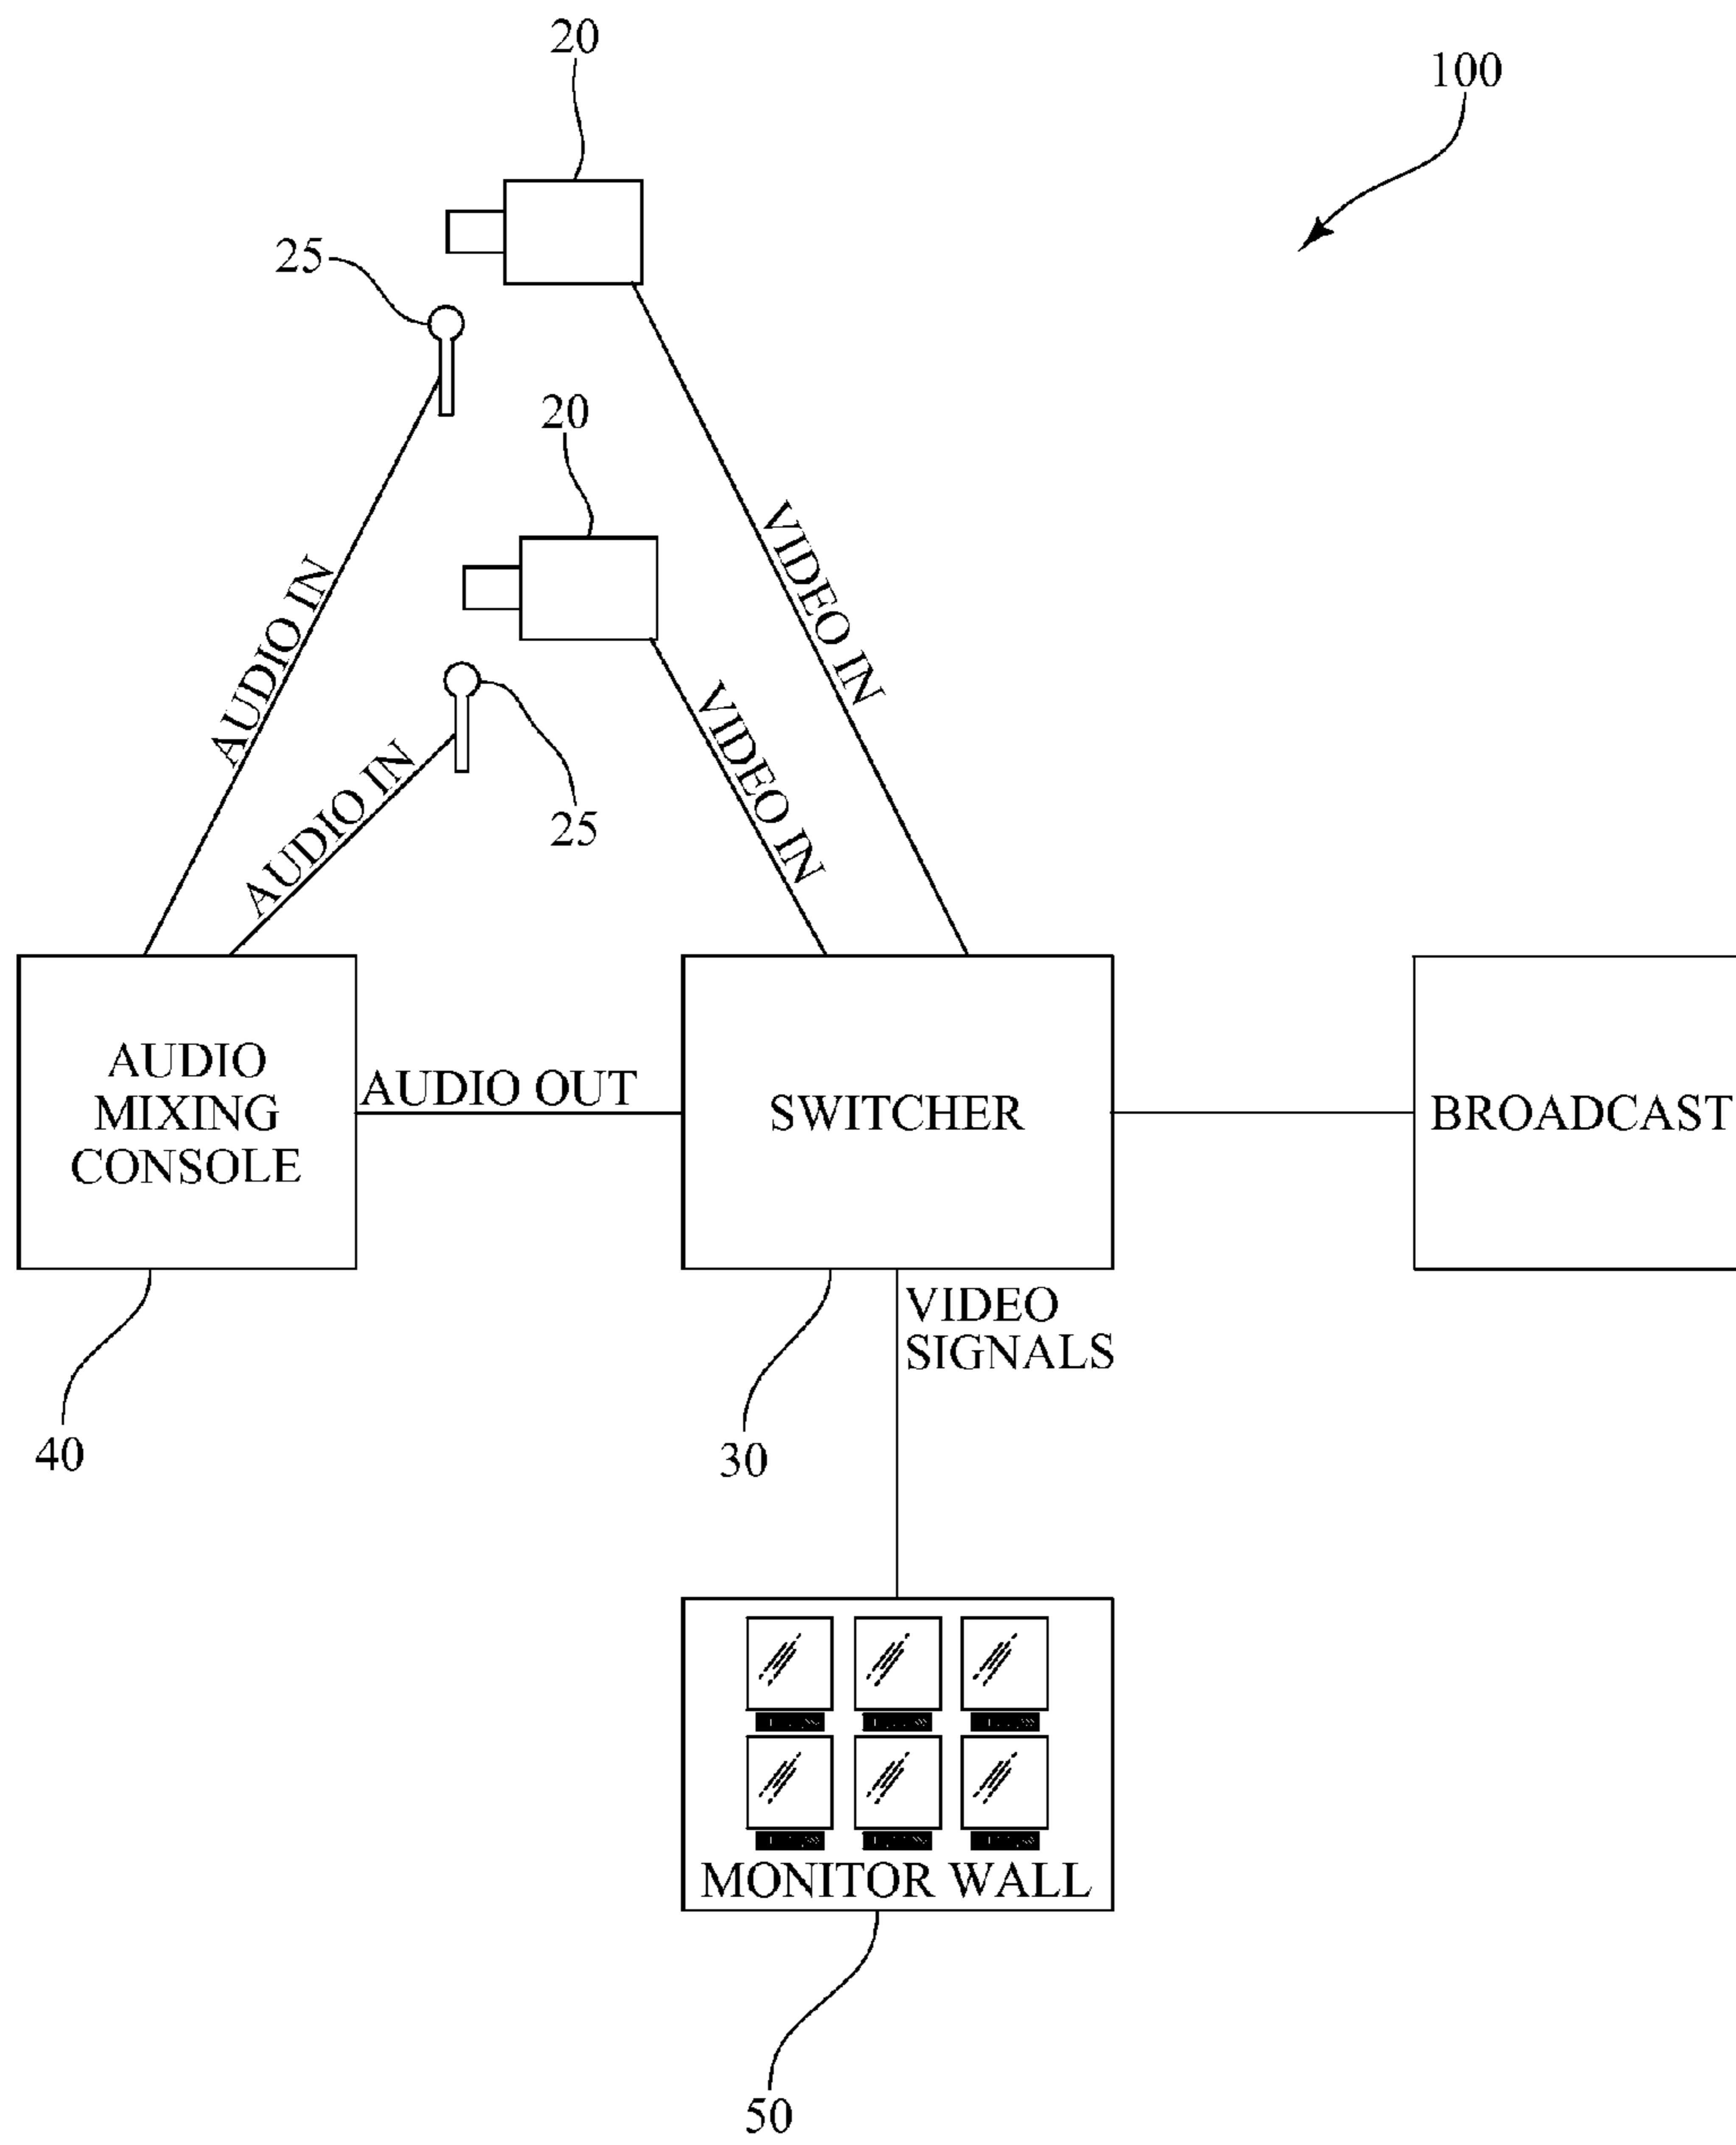 20
100
25
20
VIDEO IN
AUDIO IN
VIDEO IN
AUDIO IN
25
AUDIO
MIXING
CONSOLE
AUDIO OUT
SWITCHER
BROADCAST
VIDEO
SIGNALS
40
30
MONITOR WALL
50